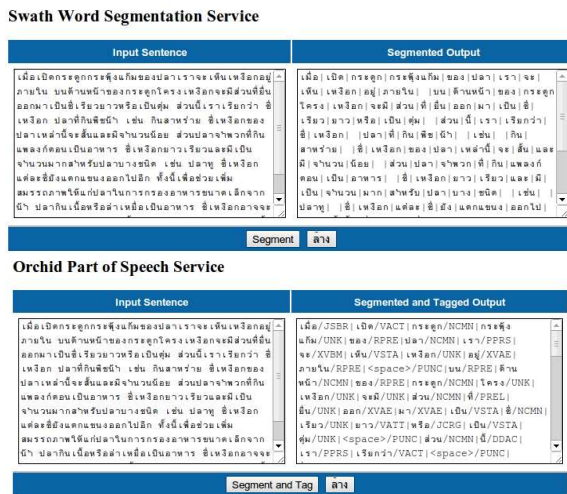 Swath Word Segmentation Service
Input Sentence
เมื่อเปิดกระดูกกระพุ้งแก้มของปลาเราจะเห็นเหงือกอยู่
ภายใน บนด้านหน้าของกระดูกโครงเหงือกจะมีส่วนที่ยื่น
ออกมาเป็นซี่เรียวยาวหรือเป็นตุ่ม ส่วนนี้เราเรียกว่า ซี่
เหงือก ปลาที่กินพืชน้ำ เช่น กินสาหร่าย ซี่เหงือกของ
ปลาเหล่านี้จะสั้นและมีจำนวนน้อย ส่วนปลาจำพวกที่กิน
แพลงก์ตอนเป็นอาหาร ซี่เหงือกยาวเรียวและมีเป็น
จำนวนมากสำหรับปลาบางชนิด เช่น ปลาทู ซี่เหงือก
แต่ละซี่ยังแตกแขนงออกไปอีก ทั้งนี้เพื่อช่วยเพิ่ม
สมรรถภาพให้แก่ปลาในการกรองอาหารขนาดเล็กจาก
น้ำ ปลากินเนื้อหรือล่าเหยื่อเป็นอาหาร ซี่เหงือกอาจจะ
Segmented Output
เมื่อ|เปิด|กระดูก|กระพุ้งแก้ม|ของ|ปลา|เรา|จะ|
เห็น|เหงือก|อยู่|ภายใน| |บน|ด้านหน้า|ของ|กระดูก
โครง|เหงือก|จะมี|ส่วน|ที่|ยื่น|ออก|มา|เป็น|ซี่|
เรียว|ยาว|หรือ|เป็น|ตุ่ม| |ส่วน|นี้|เรา|เรียกว่า|
ซี่|เหงือก| |ปลา|ที่|กิน|พืช|น้ำ| |เช่น| |กิน|
สาหร่าย| |ซี่|เหงือก|ของ|ปลา|เหล่านี้|จะ|สั้น|และ
มี|จำนวน|น้อย| |ส่วน|ปลา|จำพวก|ที่|กิน|แพลงก์
ตอน|เป็น|อาหาร| |ซี่|เหงือก|ยาว|เรียว|และ|มี|
เป็น|จำนวน|มาก|สำหรับ|ปลา|บาง|ชนิด| |เช่น| |
ปลาทู| |ซี่|เหงือก|แต่ละ|ซี่|ยัง|แตกแขนง|ออกไป|
Segment ล้าง
Orchid Part of Speech Service
Input Sentence
เมื่อเปิดกระดูกกระพุ้งแก้มของปลาเราจะเห็นเหงือกอยู่
ภายใน บนด้านหน้าของกระดูกโครงเหงือกจะมีส่วนที่ยื่น
ออกมาเป็นซี่เรียวยาวหรือเป็นตุ่ม ส่วนนี้เราเรียกว่า ซี่
เหงือก ปลาที่กินพืชน้ำ เช่น กินสาหร่าย ซี่เหงือกของ
ปลาเหล่านี้จะสั้นและมีจำนวนน้อย ส่วนปลาจำพวกที่กิน
แพลงก์ตอนเป็นอาหาร ซี่เหงือกยาวเรียวและมีเป็น
จำนวนมากสำหรับปลาบางชนิด เช่น ปลาทู ซี่เหงือก
แต่ละซี่ยังแตกแขนงออกไปอีก ทั้งนี้เพื่อช่วยเพิ่ม
สมรรถภาพให้แก่ปลาในการกรองอาหารขนาดเล็กจาก
น้ำ ปลากินเนื้อหรือล่าเหยื่อเป็นอาหาร ซี่เหงือกอาจจะ
Segmented and Tagged Output
เมื่อ/JSBR|เปิด/VACT|กระดูก/NCMN|กระพุ้ง
แก้ม/UNK|ของ/RPRE|ปลา/NCMN|เรา/PPRS|
จะ/XVBM|เห็น/VSTA|เหงือก/UNK|อยู่/XVAE|
ภายใน/RPRE|<space>/PUNC|บน/RPRE|ด้าน
หน้า/NCMN|ของ/RPRE|กระดูก/NCMN|โครง/UNK|
เหงือก/UNK|จะมี/UNK|ส่วน/NCMN|ที่/PREL|
ยื่น/UNK|ออก/XVAE|มา/XVAE|เป็น/VSTA|ซี่/NCMN|
เรียว/UNK|ยาว/VATT|หรือ/JCRG|เป็น/VSTA|
ตุ่ม/UNK|<space>/PUNC|ส่วน/NCMN|นี้/DDAC|
เรา/PPRS|เรียกว่า/VACT|<space>/PUNC|
Segment and Tag ล้าง